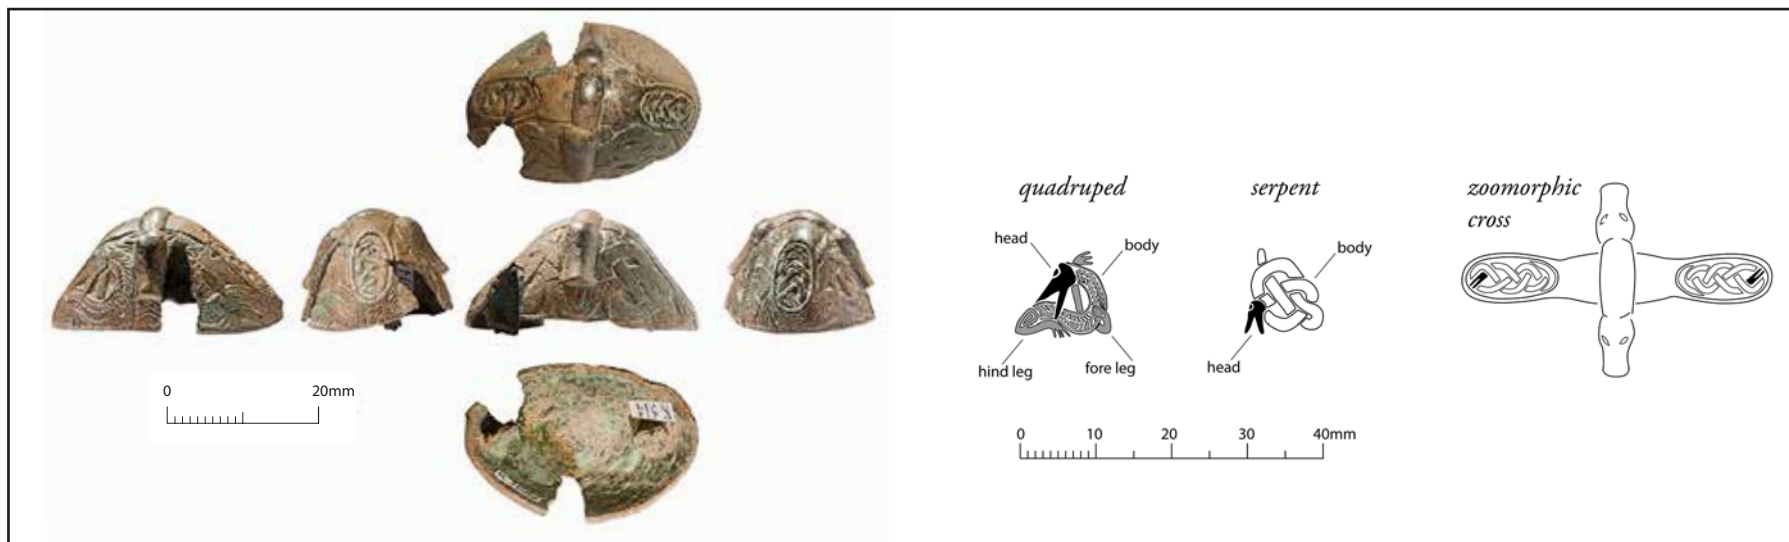 0 20mm
quadruped
head
body
hind leg
fore leg
serpent
body
head
zoomorphic
cross
0 10 20 30 40mm